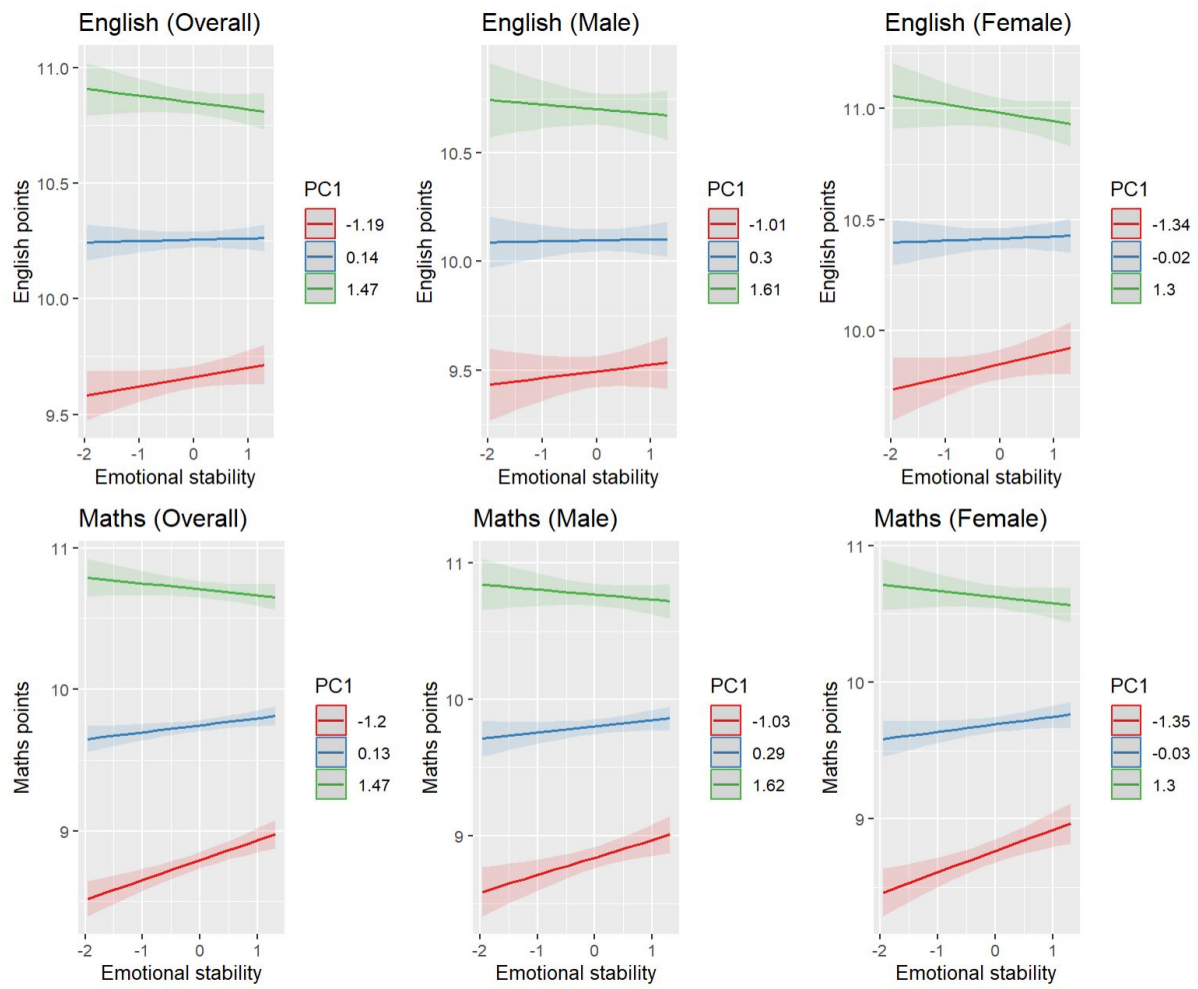 English (Overall)
English points
11.0
10.5
10.0
9.5
-2 -1 0 1
Emotional stability
PC1
-1.19
0.14
1.47
English (Male)
English points
10.5
10.0
9.5
-2 -1 0 1
Emotional stability
PC1
-1.01
0.3
1.61
English (Female)
English points
11.0
10.5
10.0
-2 -1 0 1
Emotional stability
PC1
-1.34
-0.02
1.3
Maths (Overall)
Maths points
11
10
9
-2 -1 0 1
Emotional stability
PC1
-1.2
0.13
1.47
Maths (Male)
Maths points
11
10
9
-2 -1 0 1
Emotional stability
PC1
-1.03
0.29
1.62
Maths (Female)
Maths points
11
10
9
-2 -1 0 1
Emotional stability
PC1
-1.35
-0.03
1.3